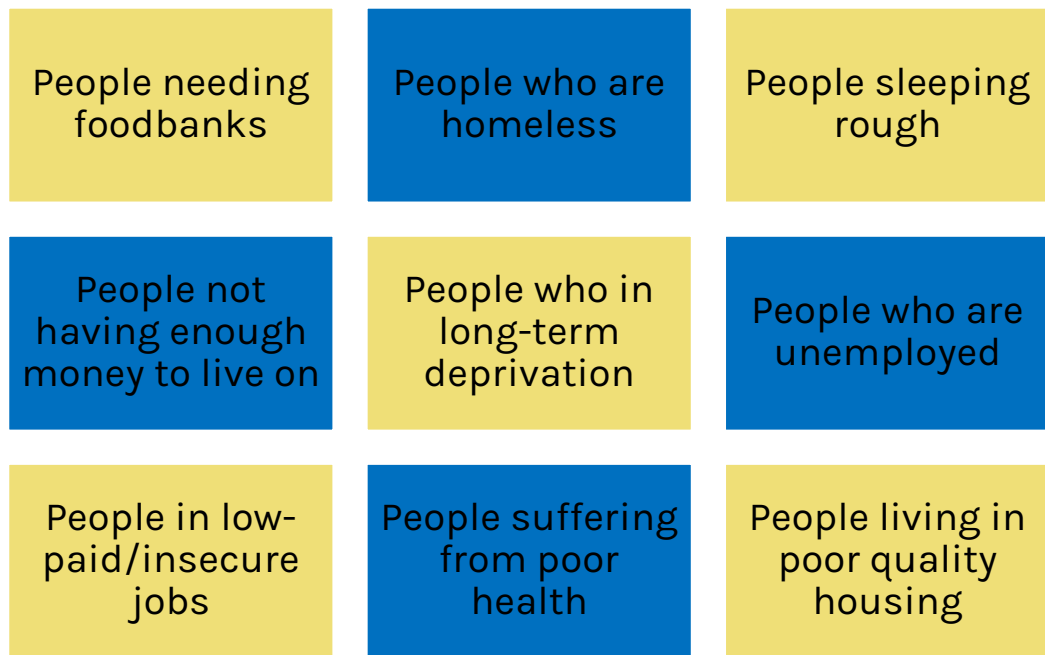 People needing
foodbanks
People who are
homeless
People sleeping
rough
People not
having enough
money to live on
People who in
long-term
deprivation
People who are
unemployed
People in low-
paid/insecure
jobs
People suffering
from poor
health
People living in
poor quality
housing